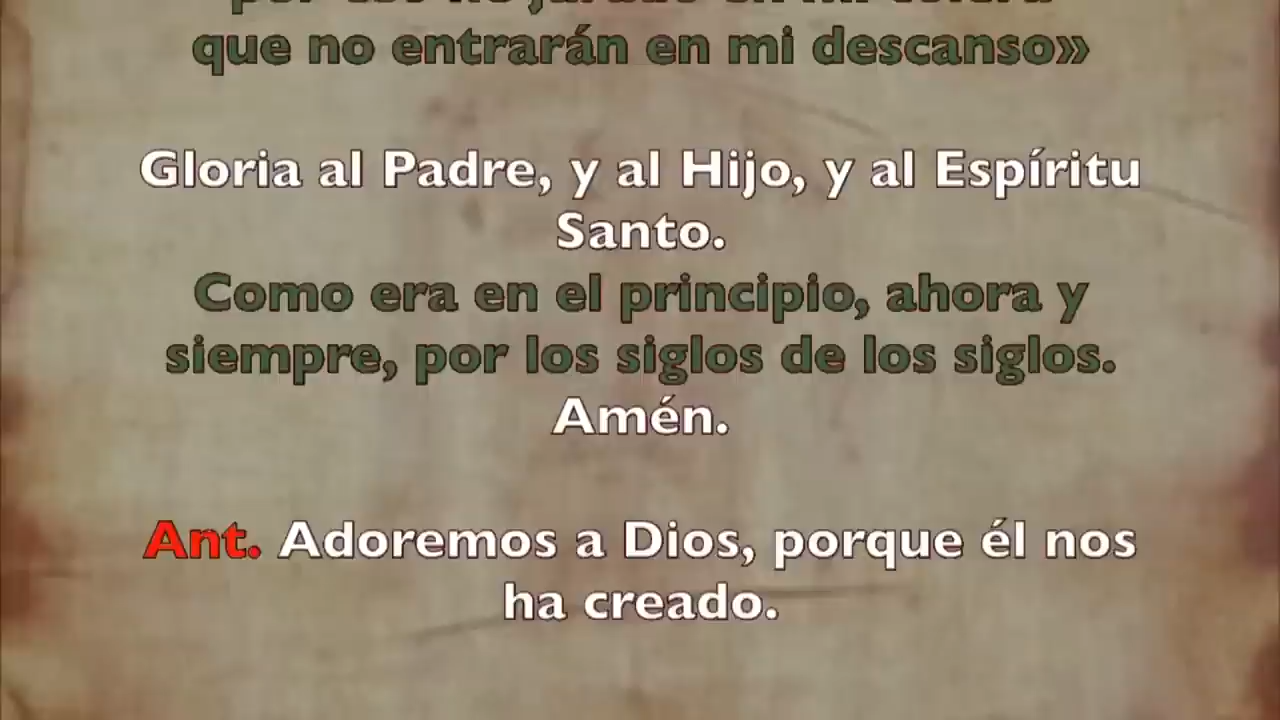 que no entrarán en mi descanso»
Gloria al Padre, y al Hijo, y al Espíritu
Santo.
Como era en el principio, ahora y
siempre, por los siglos de los siglos.
Amén.
Ant. Adoremos a Dios, porque él nos
ha creado.